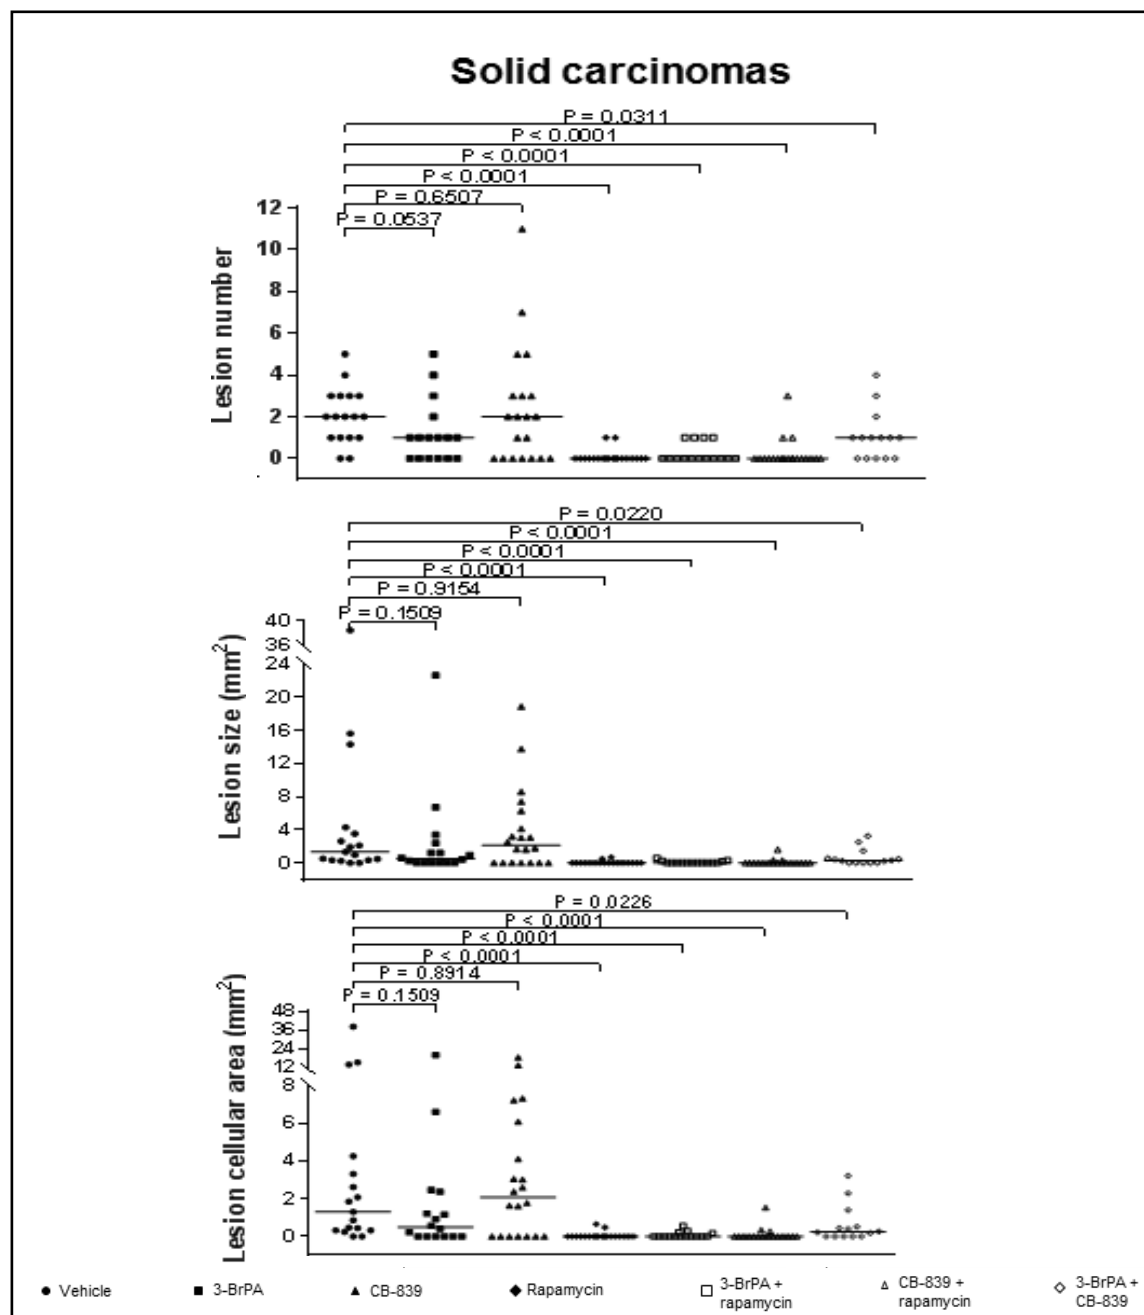 Solid carcinomas
P = 0.0311
P < 0.0001
P < 0.0001
P < 0.0001
P = 0.6507
P = 0.0537
Lesion number
12
10
8
6
4
2
0
P = 0.0220
P < 0.0001
P < 0.0001
P < 0.0001
P = 0.9154
P = 0.1509
Lesion size (mm²)
40
36
24
20
16
12
8
4
0
P = 0.0226
P < 0.0001
P < 0.0001
P < 0.0001
P = 0.8914
P = 0.1509
Lesion cellular area (mm²)
48
36
24
12
8
6
4
2
0
Vehicle
3-BrPA
CB-839
Rapamycin
3-BrPA +
rapamycin
CB-839 +
rapamycin
3-BrPA +
CB-839